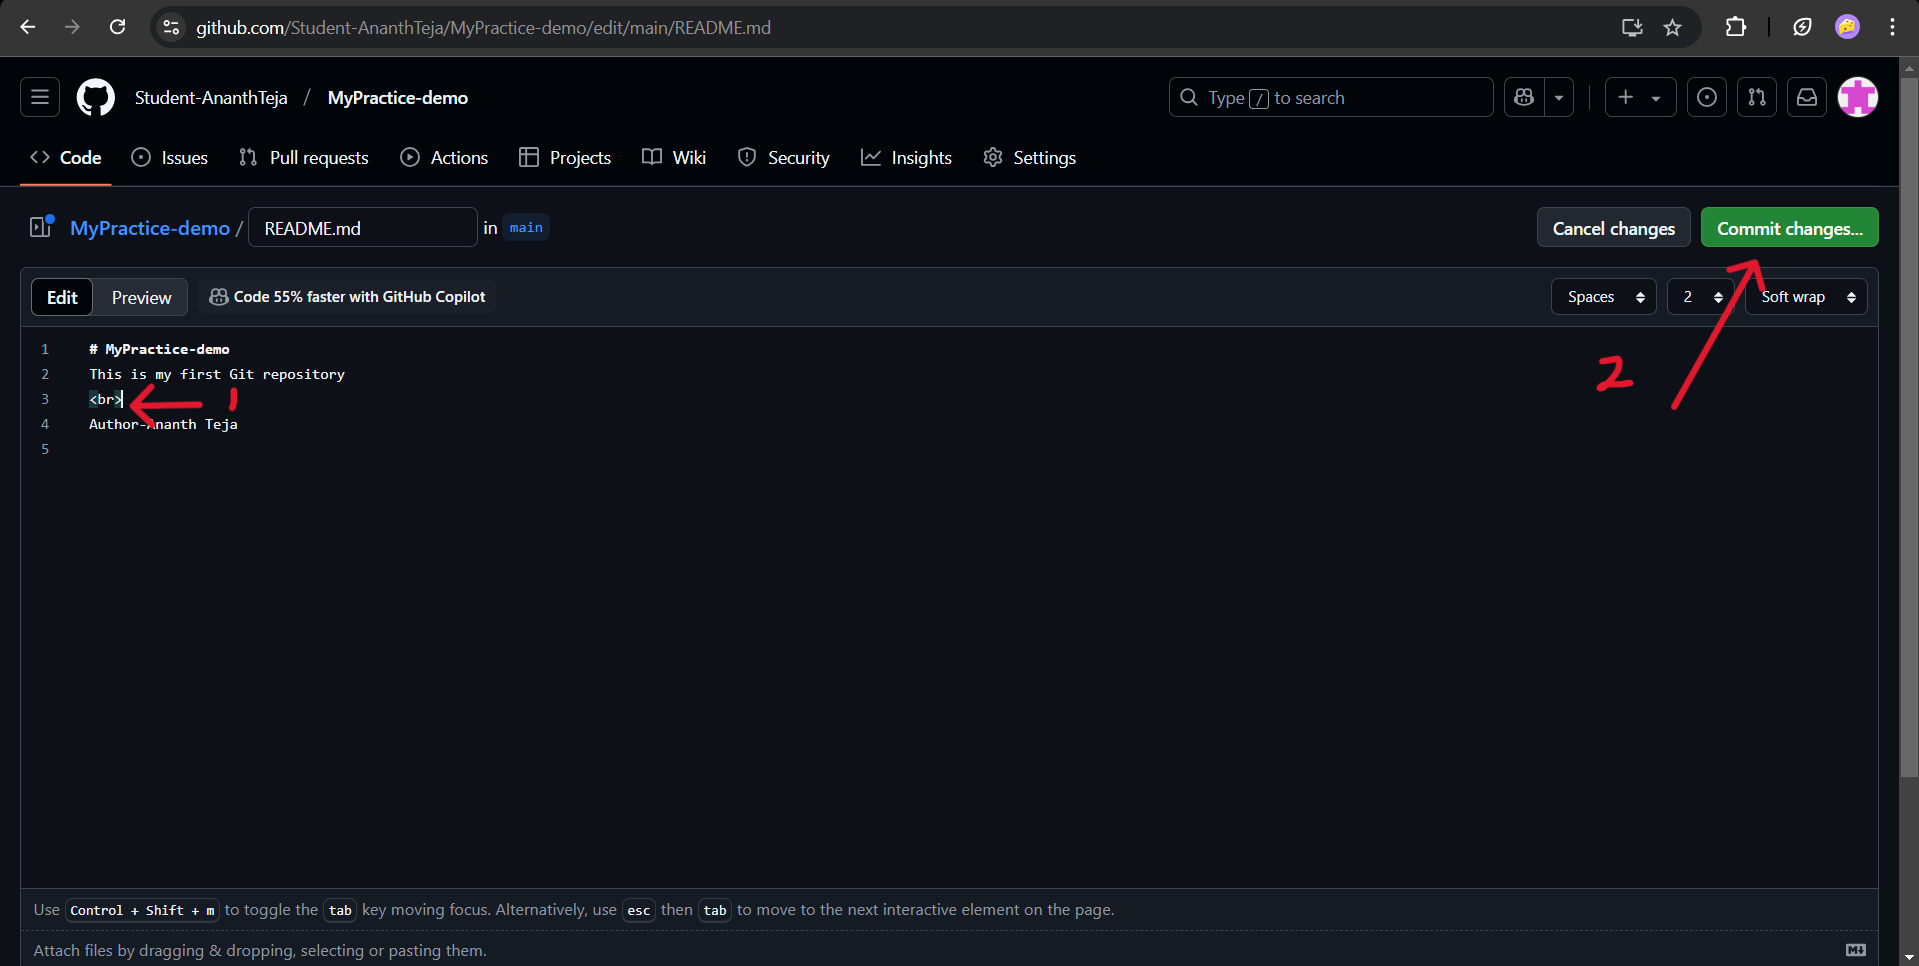 github.com/Student-AnanthTeja/MyPractice-demo/edit/main/README.md
Student-AnanthTeja / MyPractice-demo
Type / to search
Code Issues Pull requests Actions Projects Wiki Security Insights Settings
MyPractice-demo / README.md in main
Cancel changes Commit changes...
Edit Preview Code 55% faster with GitHub Copilot
Spaces 2 Soft wrap
1 # MyPractice-demo
2 This is my first Git repository
3 <br> 1
4 Author-Ananth Teja
5
2
Use Control + Shift + m to toggle the tab key moving focus. Alternatively, use esc then tab to move to the next interactive element on the page.
Attach files by dragging & dropping, selecting or pasting them.